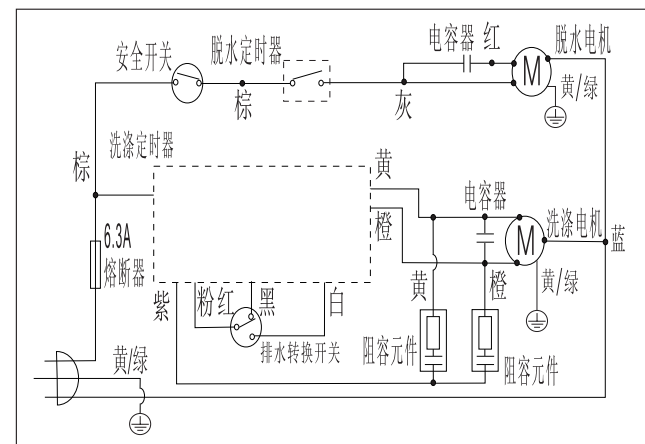 安全开关
脱水定时器
电容器
红
脱水电机
M
黄/绿
棕
灰
棕
洗涤定时器
黄
电容器
橙
M
洗涤电机
蓝
6.3A
熔断器
紫
粉红
黑
白
黄
橙
黄/绿
排水转换开关
阻容元件
阻容元件
黄/绿